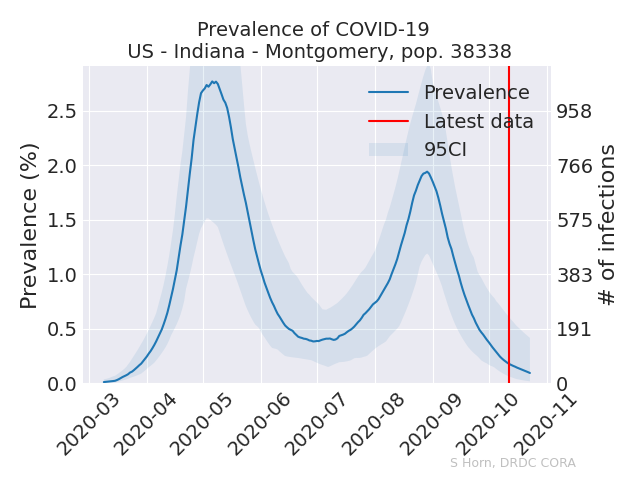 Prevalence of COVID-19
US - Indiana - Montgomery, pop. 38338
Prevalence
Latest data
95CI
Prevalence (%)
2.5
2.0
1.5
1.0
0.5
0.0
958
766
575
383
191
0
# of infections
2020-03
2020-04
2020-05
2020-06
2020-07
2020-08
2020-09
2020-10
2020-11
S Horn, DRDC CORA